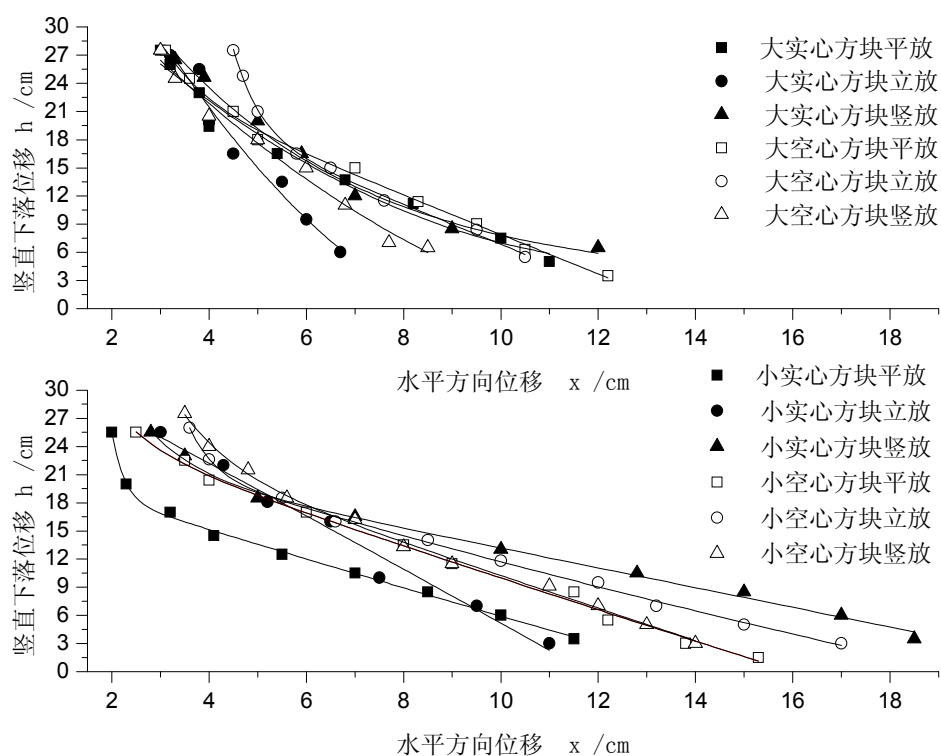 30
27
24
21
18
15
12
9
6
3
0
竖直下落位移 h /cm
大实心方块平放
大实心方块立放
大实心方块竖放
大空心方块平放
大空心方块立放
大空心方块竖放
2 4 6 8 10 12 14 16 18
水平方向位移 x /cm
30
27
24
21
18
15
12
9
6
3
0
竖直下落位移 h /cm
小实心方块平放
小实心方块立放
小实心方块竖放
小空心方块平放
小空心方块立放
小空心方块竖放
2 4 6 8 10 12 14 16 18
水平方向位移 x /cm